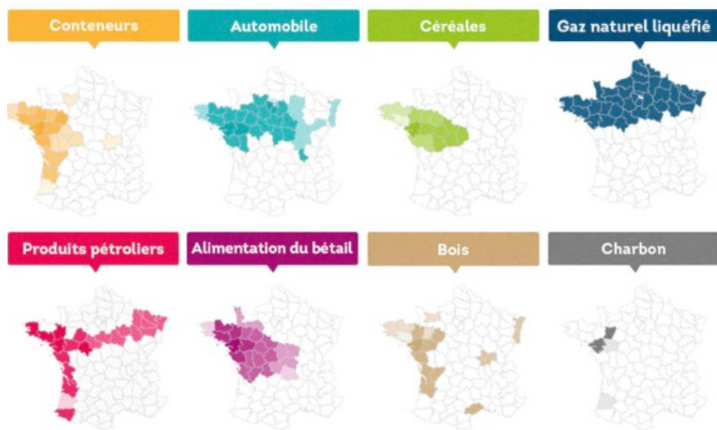 Conteneurs
Automobile
Céréales
Gaz naturel liquéfié
Produits pétroliers
Alimentation du bétail
Bois
Charbon